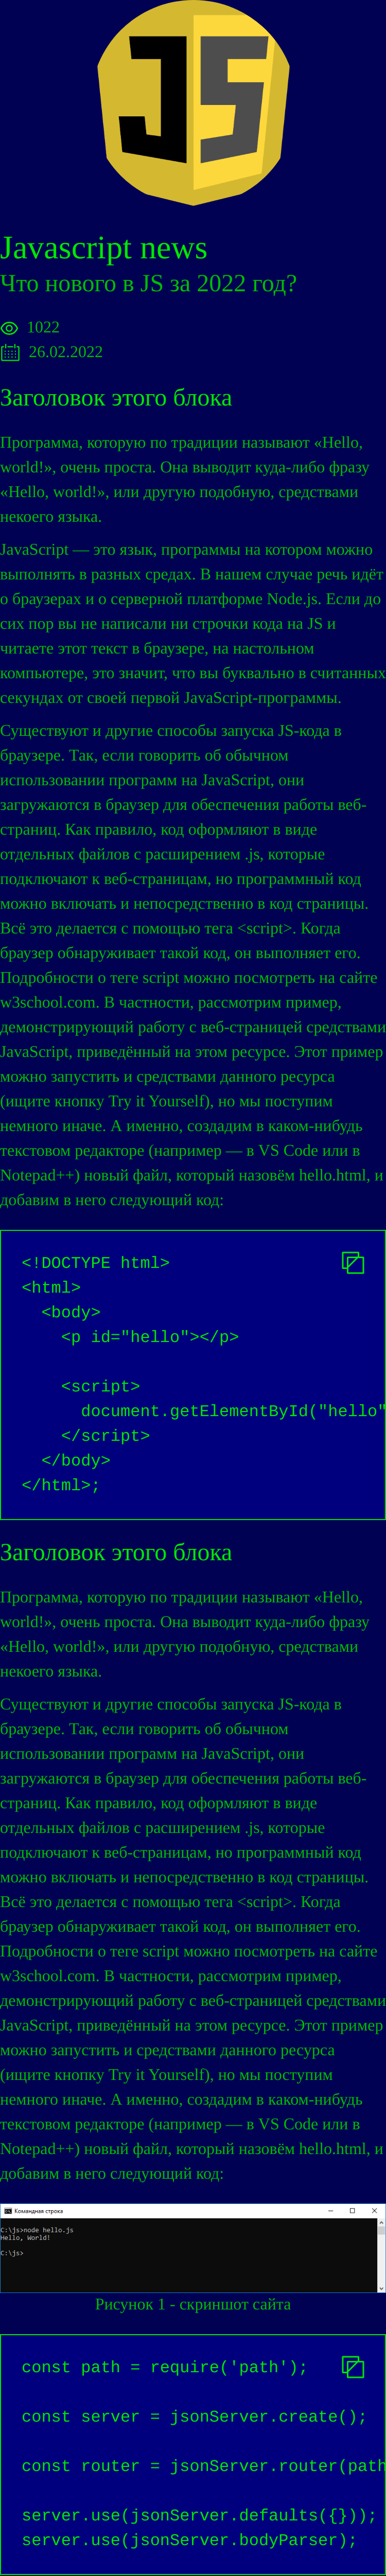 JS
Javascript news
Что нового в JS за 2022 год?
1022
26.02.2022
Заголовок этого блока
Программа, которую по традиции называют «Hello,
world!», очень проста. Она выводит куда-либо фразу
«Hello, world!», или другую подобную, средствами
некоего языка.
JavaScript — это язык, программы на котором можно
выполнять в разных средах. В нашем случае речь идёт
о браузерах и о серверной платформе Node.js. Если до
сих пор вы не написали ни строчки кода на JS и
читаете этот текст в браузере, на настольном
компьютере, это значит, что вы буквально в считанных
секундах от своей первой JavaScript-программы.
Существуют и другие способы запуска JS-кода в
браузере. Так, если говорить об обычном
использовании программ на JavaScript, они
загружаются в браузер для обеспечения работы веб-
страниц. Как правило, код оформляют в виде
отдельных файлов с расширением .js, которые
подключают к веб-страницам, но программный код
можно включать и непосредственно в код страницы.
Всё это делается с помощью тега <script>. Когда
браузер обнаруживает такой код, он выполняет его.
Подробности о теге script можно посмотреть на сайте
w3school.com. В частности, рассмотрим пример,
демонстрирующий работу с веб-страницей средствами
JavaScript, приведённый на этом ресурсе. Этот пример
можно запустить и средствами данного ресурса
(ищите кнопку Try it Yourself), но мы поступим
немного иначе. А именно, создадим в каком-нибудь
текстовом редакторе (например — в VS Code или в
Notepad++) новый файл, который назовём hello.html, и
добавим в него следующий код:
<!DOCTYPE html>
<html>
  <body>
    <p id="hello"></p>

    <script>
      document.getElementById("hello"
    </script>
  </body>
</html>;
Заголовок этого блока
Программа, которую по традиции называют «Hello,
world!», очень проста. Она выводит куда-либо фразу
«Hello, world!», или другую подобную, средствами
некоего языка.
Существуют и другие способы запуска JS-кода в
браузере. Так, если говорить об обычном
использовании программ на JavaScript, они
загружаются в браузер для обеспечения работы веб-
страниц. Как правило, код оформляют в виде
отдельных файлов с расширением .js, которые
подключают к веб-страницам, но программный код
можно включать и непосредственно в код страницы.
Всё это делается с помощью тега <script>. Когда
браузер обнаруживает такой код, он выполняет его.
Подробности о теге script можно посмотреть на сайте
w3school.com. В частности, рассмотрим пример,
демонстрирующий работу с веб-страницей средствами
JavaScript, приведённый на этом ресурсе. Этот пример
можно запустить и средствами данного ресурса
(ищите кнопку Try it Yourself), но мы поступим
немного иначе. А именно, создадим в каком-нибудь
текстовом редакторе (например — в VS Code или в
Notepad++) новый файл, который назовём hello.html, и
добавим в него следующий код:
Командная строка
C:\js>node hello.js
Hello, World!
C:\js>
Рисунок 1 - скриншот сайта
const path = require('path');

const server = jsonServer.create();

const router = jsonServer.router(path

server.use(jsonServer.defaults({}));
server.use(jsonServer.bodyParser);